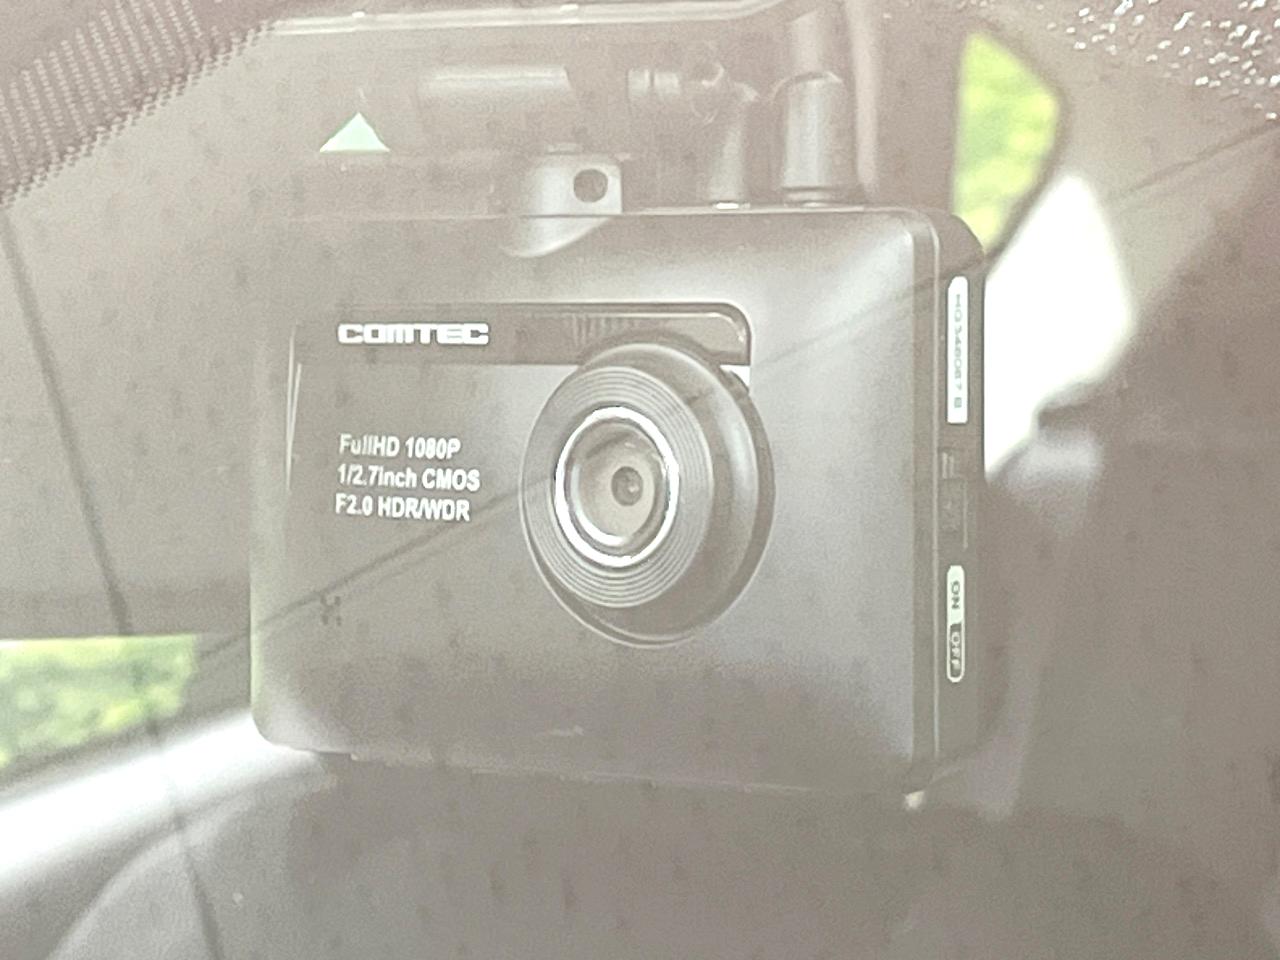 COMTEC
FullHD 1080P
1/2.7inch CMOS
F2.0 HDR/WDR
ON OFF